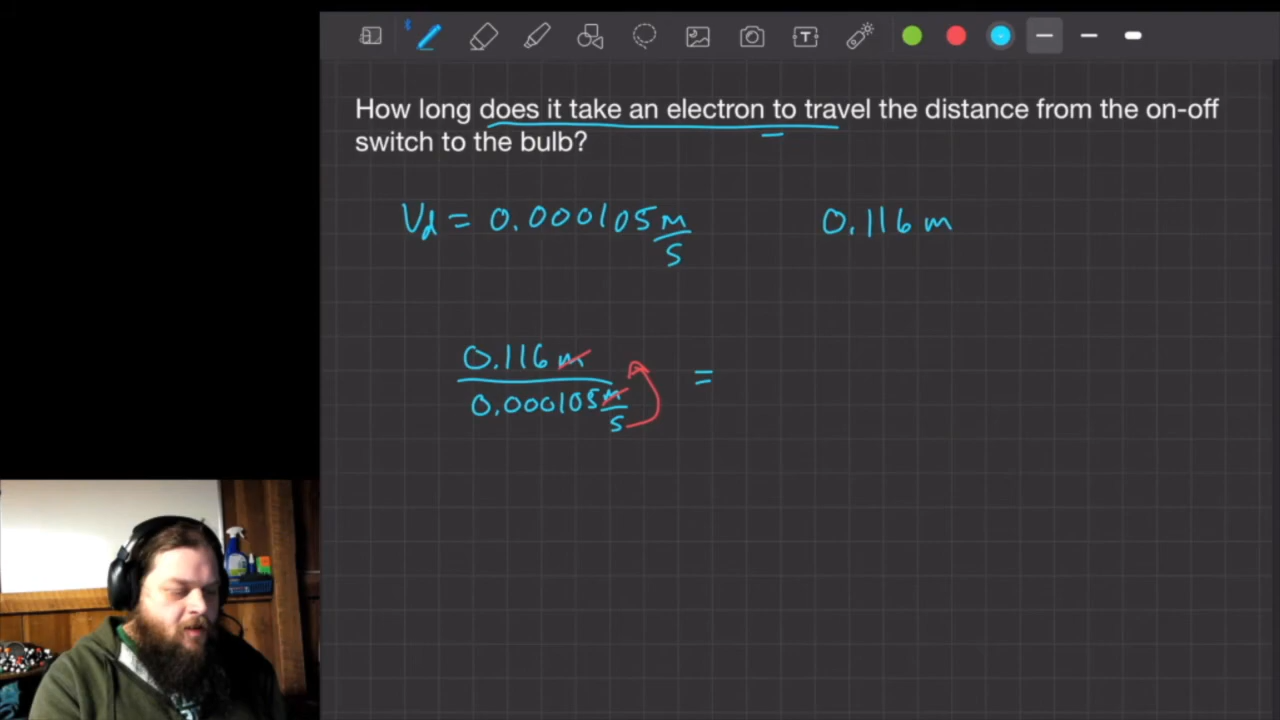 How long does it take an electron to travel the distance from the on-off
switch to the bulb?
Vd = 0.000105 m/s 0.116 m
0.116 m
0.000105 m/s =